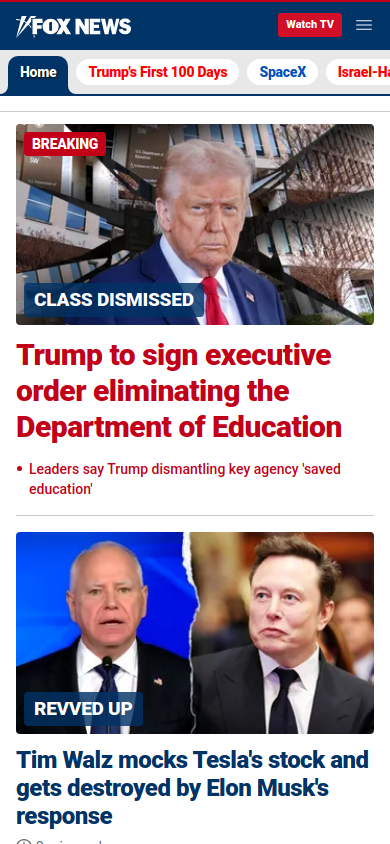 FOX NEWS
Watch TV
Home
Trump's First 100 Days
SpaceX
Israel-Ha
BREAKING
CLASS DISMISSED
Trump to sign executive
order eliminating the
Department of Education
• Leaders say Trump dismantling key agency 'saved
education'
REVVED UP
Tim Walz mocks Tesla's stock and
gets destroyed by Elon Musk's
response